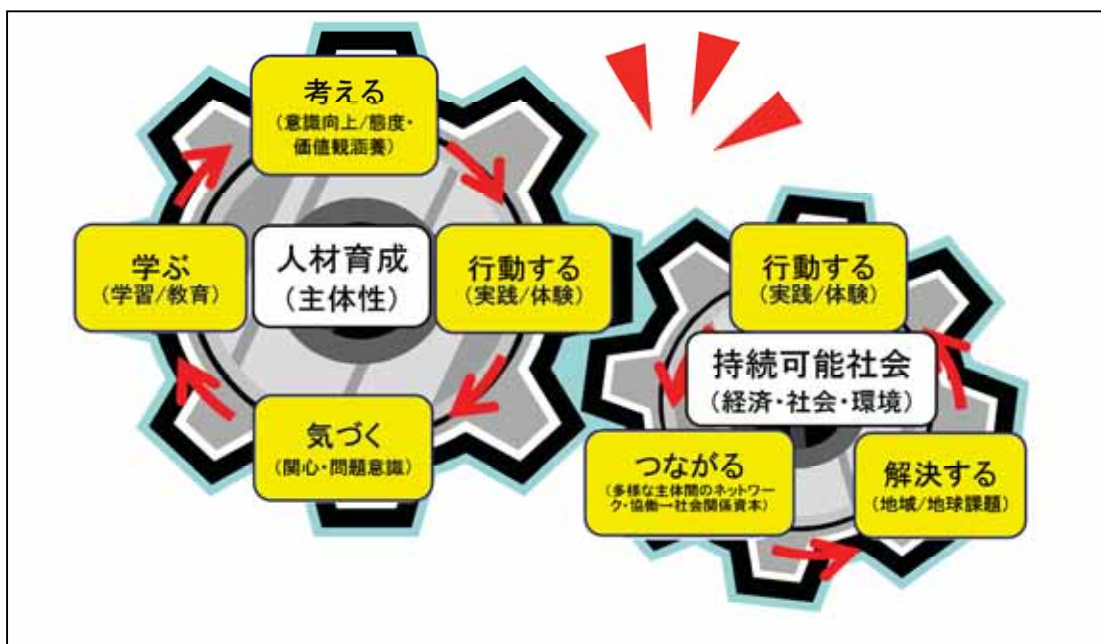 考える
(意識向上/態度・
価値観涵養)
学ぶ
(学習/教育)
人材育成
(主体性)
行動する
(実践/体験)
気づく
(関心・問題意識)
行動する
(実践/体験)
持続可能社会
(経済・社会・環境)
つながる
(多様な主体間のネットワー
ク・協働→社会関係資本)
解決する
(地域/地球課題)